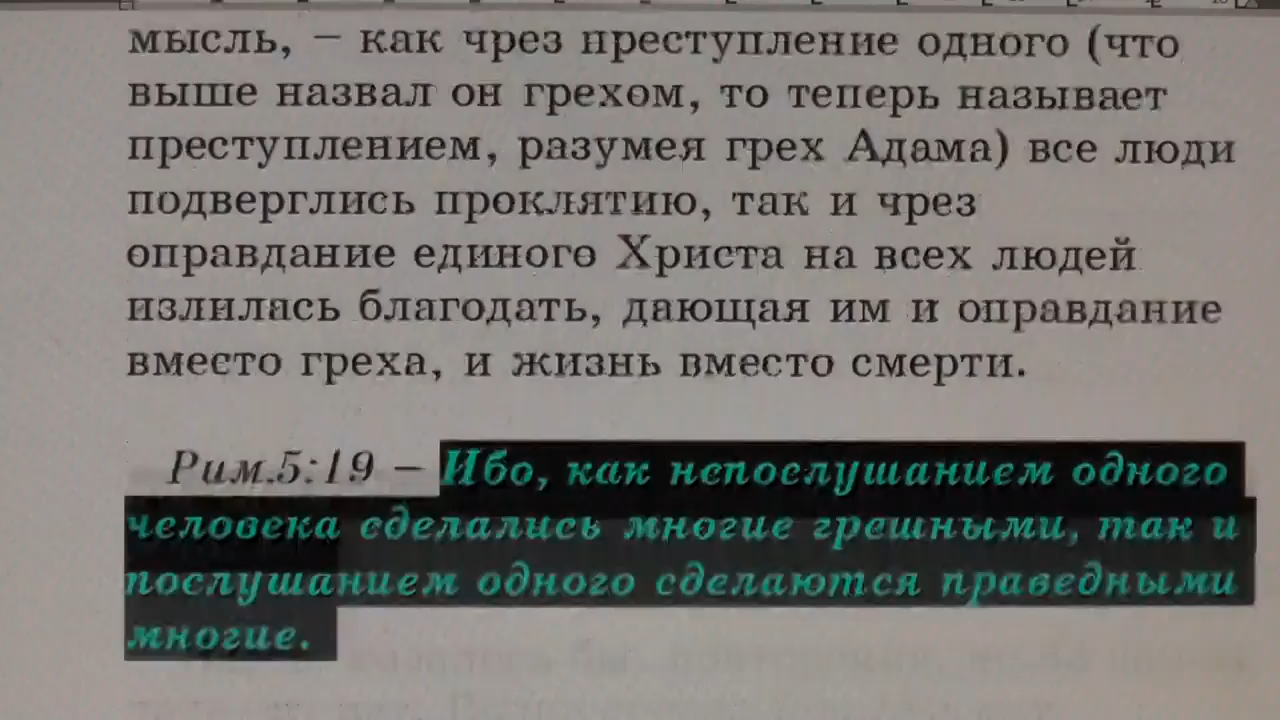 мысль, – как чрез преступление одного (что
выше назвал он грехом, то теперь называет
преступлением, разумея грех Адама) все люди
подверглись проклятию, так и чрез
оправдание единого Христа на всех людей
излилась благодать, дающая им и оправдание
вместо греха, и жизнь вместо смерти.
Рим.5:19 – Ибо, как непослушанием одного
человека сделались многие грешными, так и
послушанием одного сделаются праведными
многие.